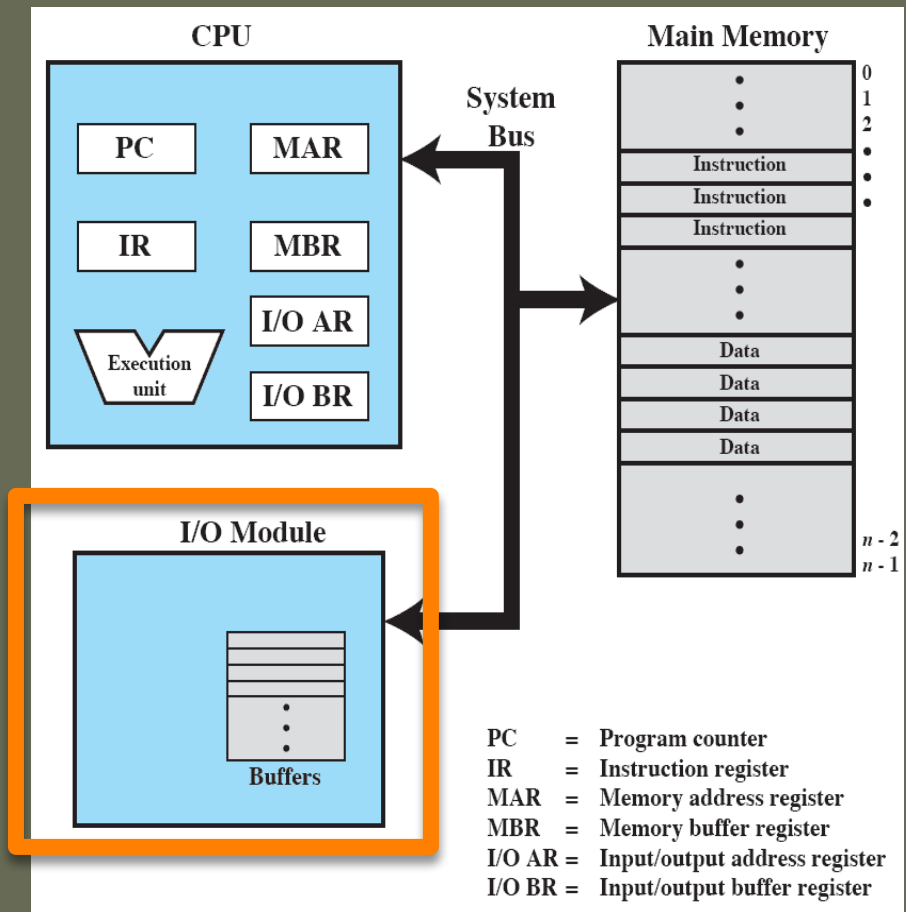 CPU
PC
MAR
IR
MBR
I/O AR
I/O BR
Execution
unit
System
Bus
Main Memory
0
1
2
Instruction
Instruction
Instruction
Data
Data
Data
Data
n - 2
n - 1
I/O Module
Buffers
PC = Program counter
IR = Instruction register
MAR = Memory address register
MBR = Memory buffer register
I/O AR = Input/output address register
I/O BR = Input/output buffer register